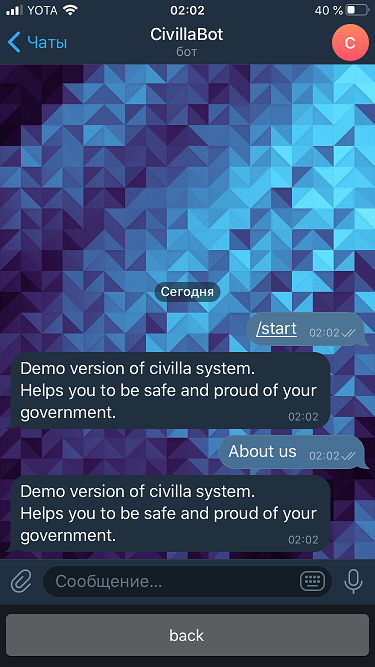 YOTA 02:02 40 %
Чаты CivillaBot C
бот
Сегодня
/start 02:02
Demo version of civilla system.
Helps you to be safe and proud of your
government. 02:02
About us 02:02
Demo version of civilla system.
Helps you to be safe and proud of your
government. 02:02
Сообщение...
back